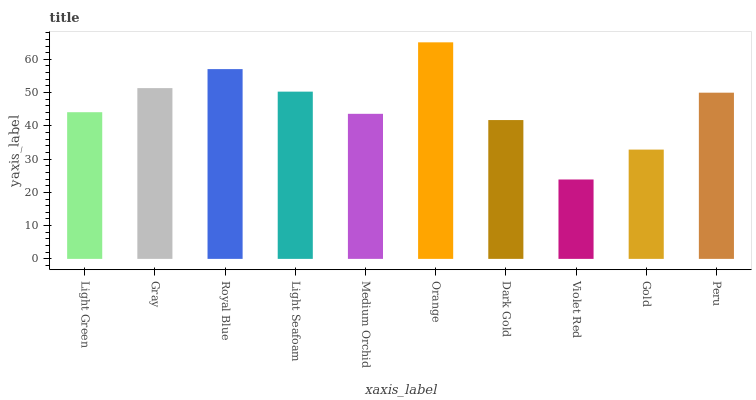 title
yaxis_label
60
50
40
30
20
10
0
Light Green
Gray
Royal Blue
Light Seafoam
Medium Orchid
Orange
Dark Gold
Violet Red
Gold
Peru
xaxis_label